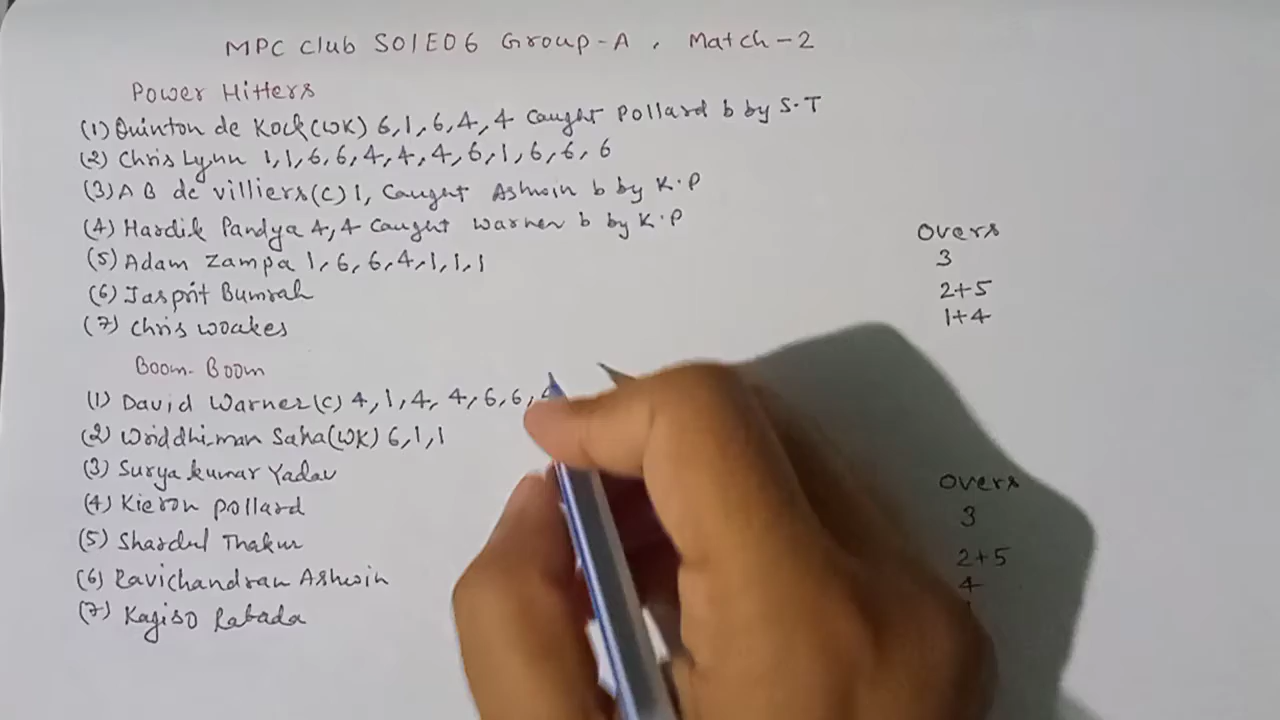 MPC Club S01E06 Group-A, Match-2
Power Hitters
(1) Quinton de Kock(WK) 6,1,6,4,4 Caught Pollard b by S.T
(2) Chris Lynn 1,1,6,6,4,4,4,6,1,6,6,6
(3) A B de villiers(C) 1, Caught Ashwin b by K.P
(4) Hardik Pandya 4,4 Caught Warner b by K.P
(5) Adam Zampa 1,6,6,4,1,1,1
(6) Jasprit Bumrah
(7) Chris Woakes
Overs
3
2+5
1+4
Boom-Boom
(1) David Warner(C) 4,1,4,4,6,6,
(2) Wriddhi-man Saha(WK) 6,1,1
(3) Surya kumar Yadav
(4) Kieron pollard
(5) Shardul Thakur
(6) Ravichandran Ashwin
(7) Kagiso Rabada
Overs
3
2+5
4